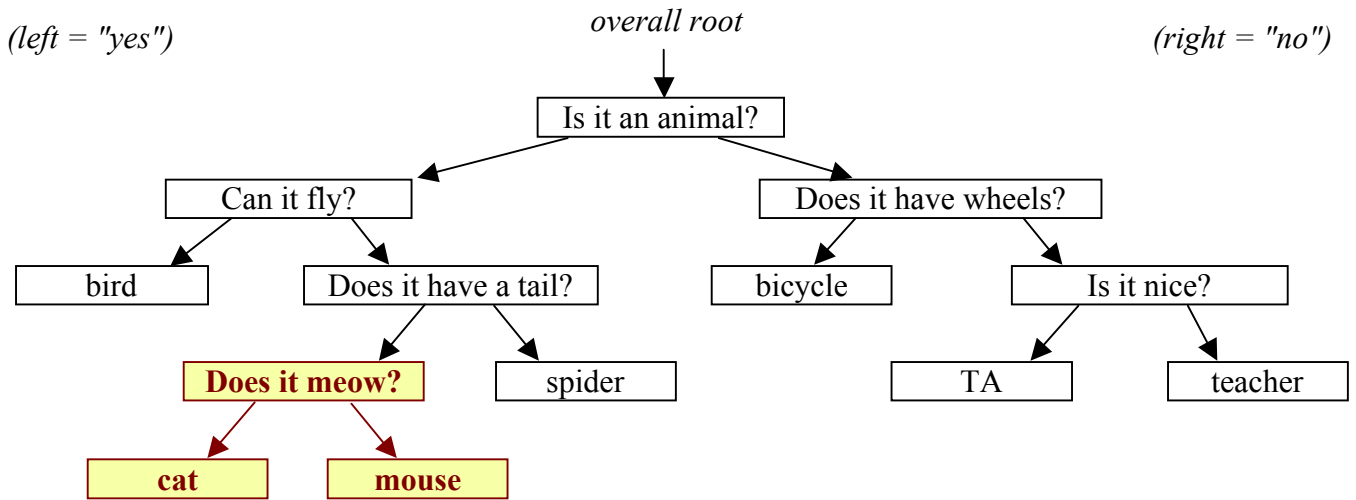 overall root
(left = "yes")
(right = "no")
Is it an animal?
Can it fly?
Does it have wheels?
bird
Does it have a tail?
bicycle
Is it nice?
Does it meow?
spider
TA
teacher
cat
mouse